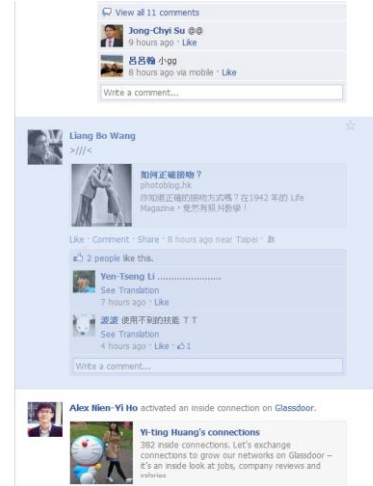 View all 11 comments
Jong-Chyi Su @@
9 hours ago · Like
呂呂翰 小gg
8 hours ago via mobile · Like
Write a comment...
Liang Bo Wang
>///<
如何正確接吻？
photoblog.hk
你知道正確的接吻方式嗎？在1942 年的 Life
Magazine，竟然有照片教學！
Like · Comment · Share · 8 hours ago near Taipei ·
2 people like this.
Yen-Tseng Li ........................
See Translation
7 hours ago · Like
波波 使用不到的技能 T T
See Translation
4 hours ago · Like · 1
Write a comment...
Alex Nien-Yi Ho activated an inside connection on Glassdoor.
Yi-ting Huang's connections
382 inside connections. Let's exchange
connections to grow our networks on Glassdoor –
it's an inside look at jobs, company reviews and
salaries